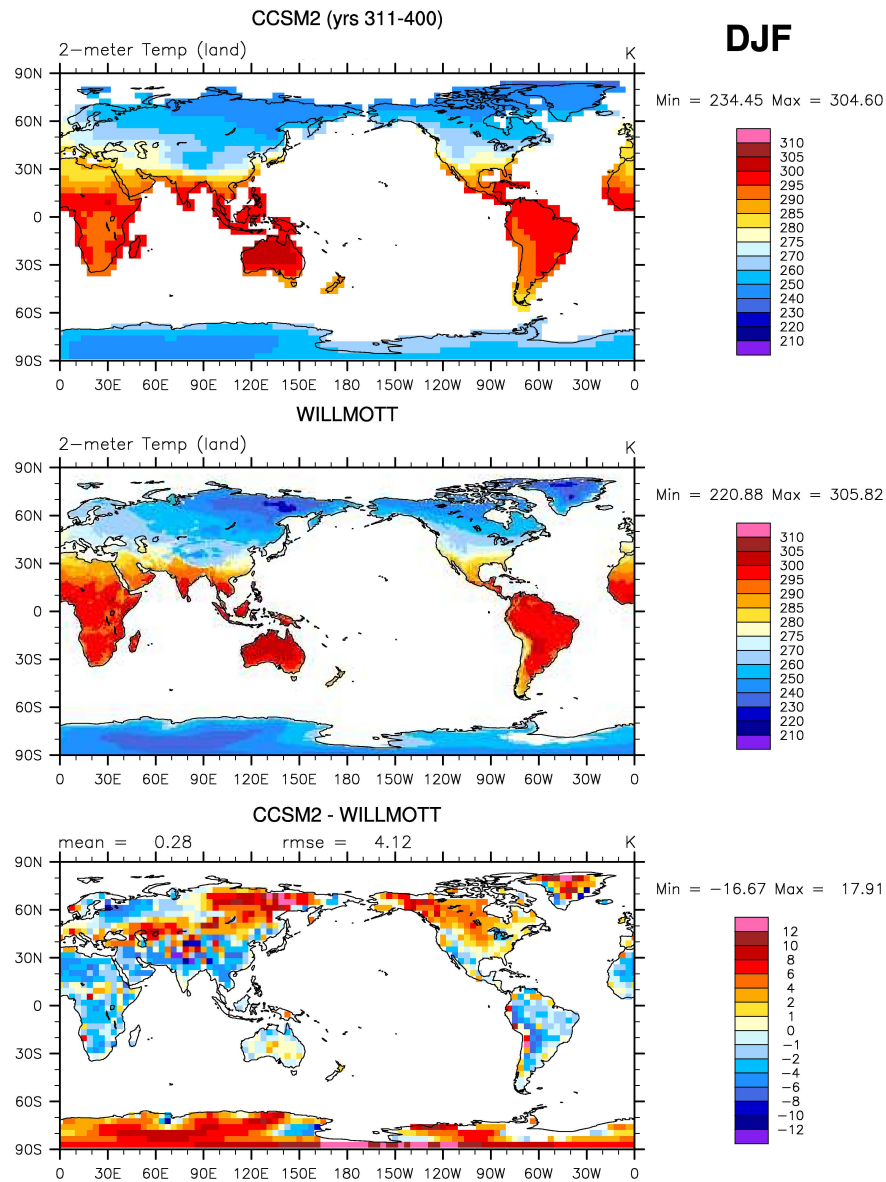 CCSM2 (yrs 311-400)
DJF
2-meter Temp (land) K
Min = 234.45 Max = 304.60
90N
60N
30N
0
30S
60S
90S
0 30E 60E 90E 120E 150E 180 150W 120W 90W 60W 30W 0
310
305
300
295
290
285
280
275
270
260
250
240
230
220
210
WILLMOTT
2-meter Temp (land) K
Min = 220.88 Max = 305.82
90N
60N
30N
0
30S
60S
90S
0 30E 60E 90E 120E 150E 180 150W 120W 90W 60W 30W 0
310
305
300
295
290
285
280
275
270
260
250
240
230
220
210
CCSM2 - WILLMOTT
mean = 0.28 rmse = 4.12 K
Min = -16.67 Max = 17.91
90N
60N
30N
0
30S
60S
90S
0 30E 60E 90E 120E 150E 180 150W 120W 90W 60W 30W 0
12
10
8
6
4
2
1
0
-1
-2
-4
-6
-8
-10
-12